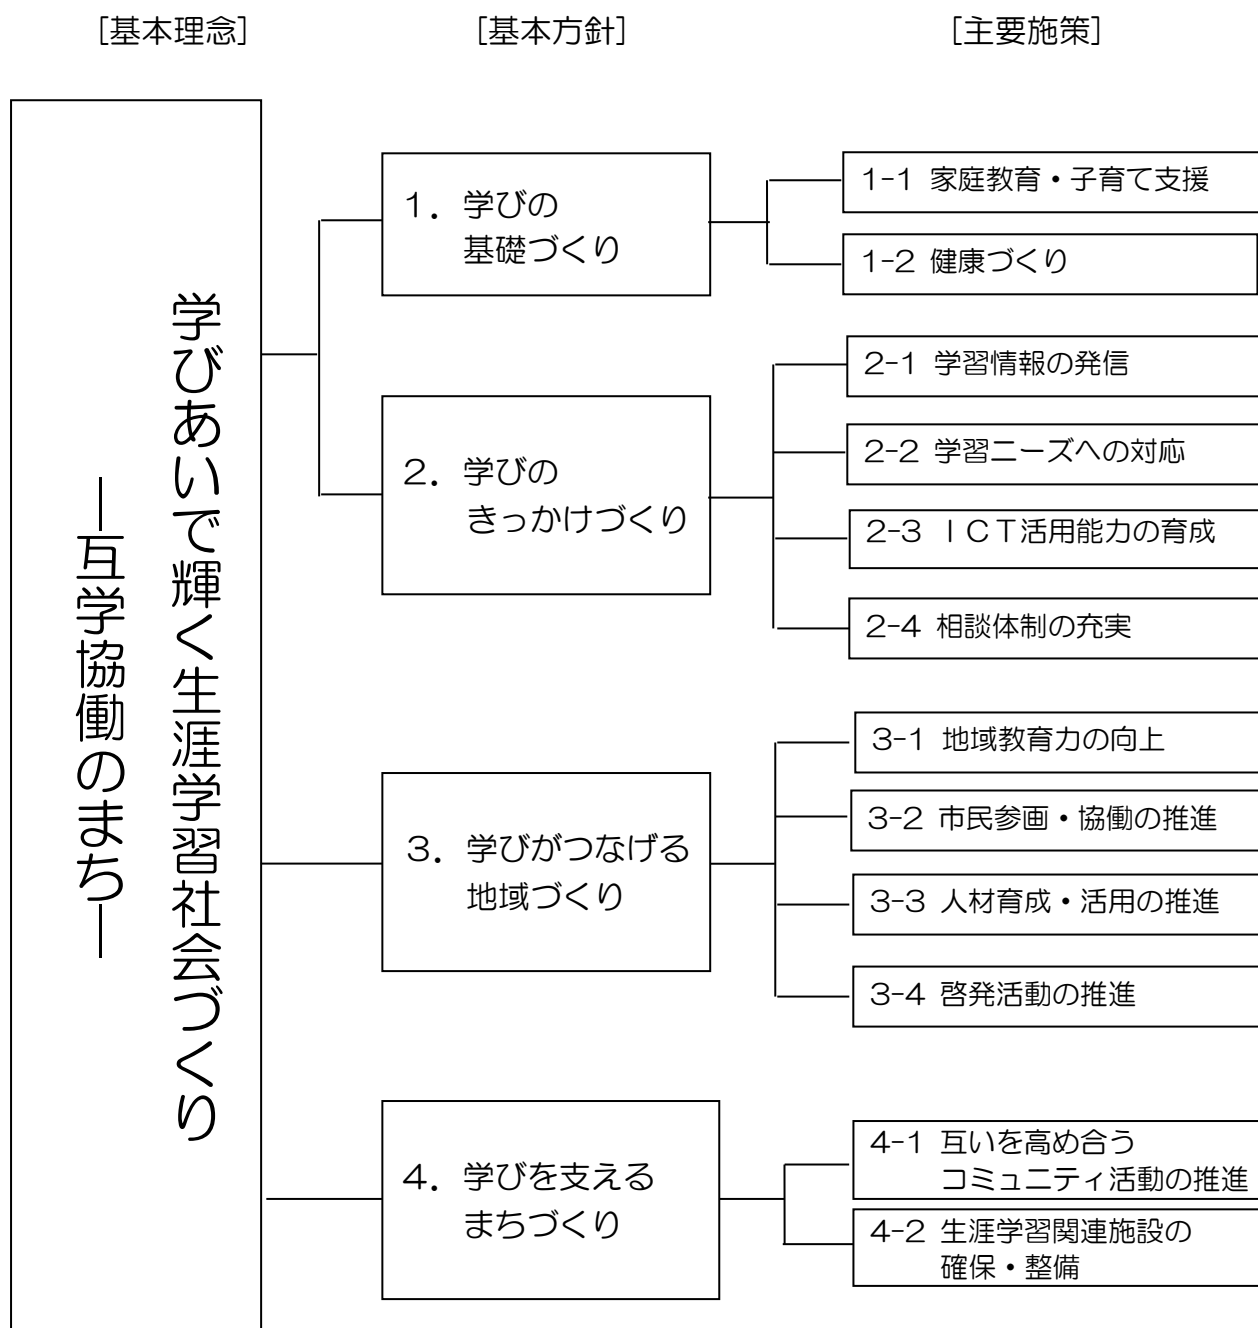 [基本理念]
[基本方針]
[主要施策]
学びあいで輝く生涯学習社会づくり
―互学協働のまち―
1．学びの
基礎づくり
1-1 家庭教育・子育て支援
1-2 健康づくり
2．学びの
きっかけづくり
2-1 学習情報の発信
2-2 学習ニーズへの対応
2-3 ＩＣＴ活用能力の育成
2-4 相談体制の充実
3．学びがつなげる
地域づくり
3-1 地域教育力の向上
3-2 市民参画・協働の推進
3-3 人材育成・活用の推進
3-4 啓発活動の推進
4．学びを支える
まちづくり
4-1 互いを高め合う
コミュニティ活動の推進
4-2 生涯学習関連施設の
確保・整備